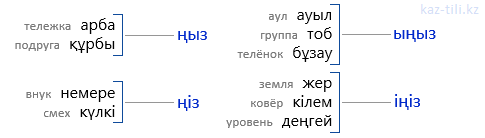 kaz-tili.kz
тележка арба
подруга құрбы
ңыз
аул ауыл
группа тоб
телёнок бұзау
ыңыз
внук немере
смех күлкі
ңіз
земля жер
ковёр кілем
уровень деңгей
іңіз